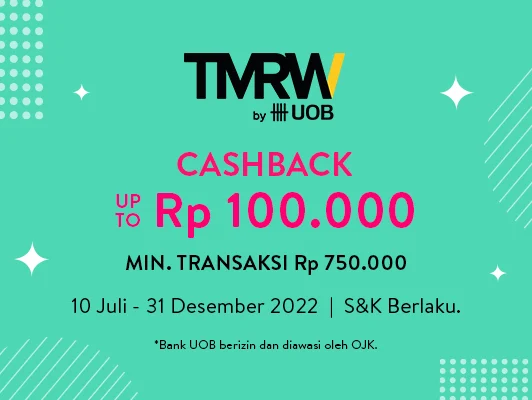 TMRW
by UOB
CASHBACK
UP TO Rp 100.000
MIN. TRANSAKSI Rp 750.000
10 Juli - 31 Desember 2022 | S&K Berlaku.
*Bank UOB berizin dan diawasi oleh OJK.